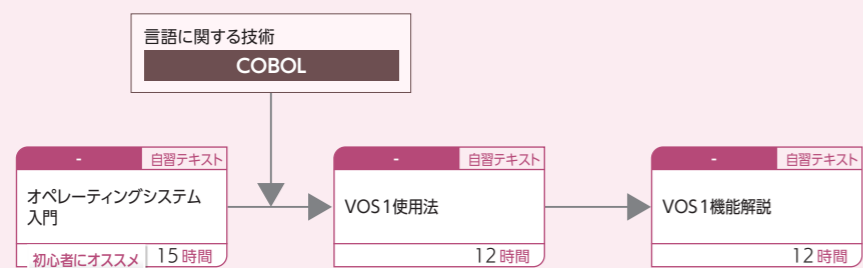 言語に関する技術
COBOL
- 自習テキスト
オペレーティングシステム
入門
初心者にオススメ 15時間
- 自習テキスト
VOS1使用法
12時間
- 自習テキスト
VOS1機能解説
12時間